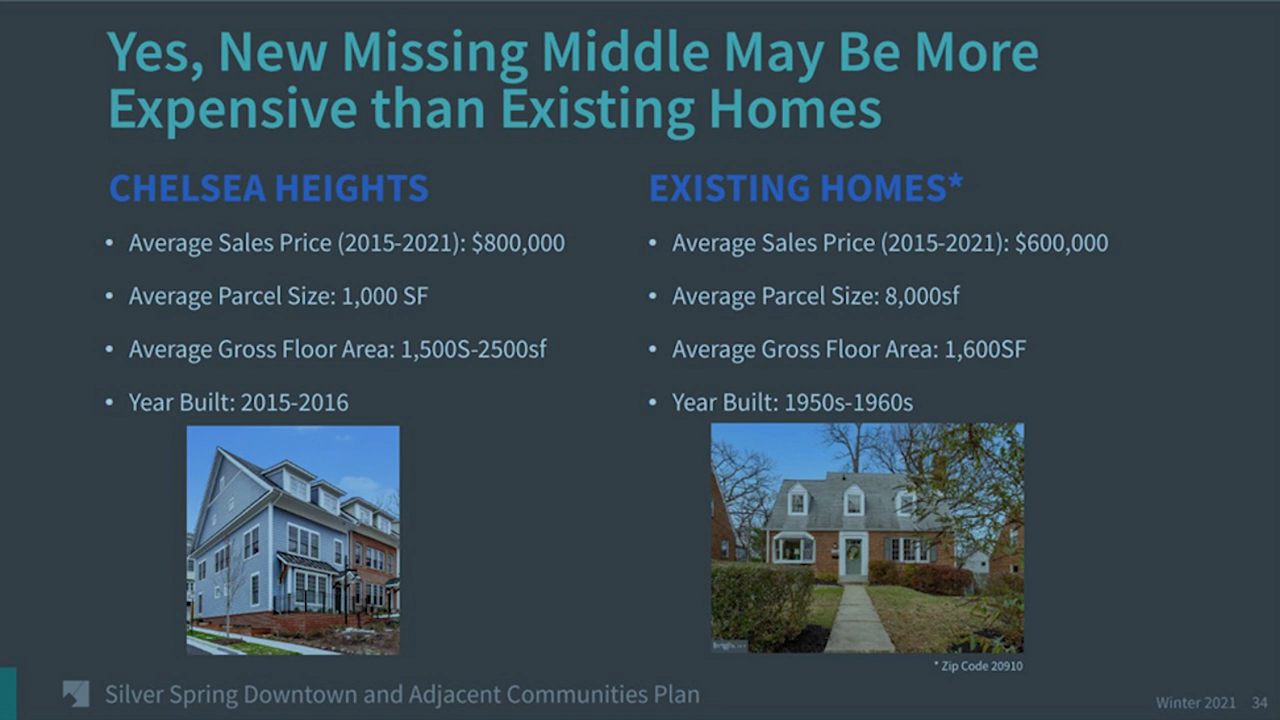 Yes, New Missing Middle May Be More
Expensive than Existing Homes
CHELSEA HEIGHTS
• Average Sales Price (2015-2021): $800,000
• Average Parcel Size: 1,000 SF
• Average Gross Floor Area: 1,500S-2500sf
• Year Built: 2015-2016
EXISTING HOMES*
• Average Sales Price (2015-2021): $600,000
• Average Parcel Size: 8,000sf
• Average Gross Floor Area: 1,600SF
• Year Built: 1950s-1960s
* Zip Code 20910
Silver Spring Downtown and Adjacent Communities Plan
Winter 2021 34